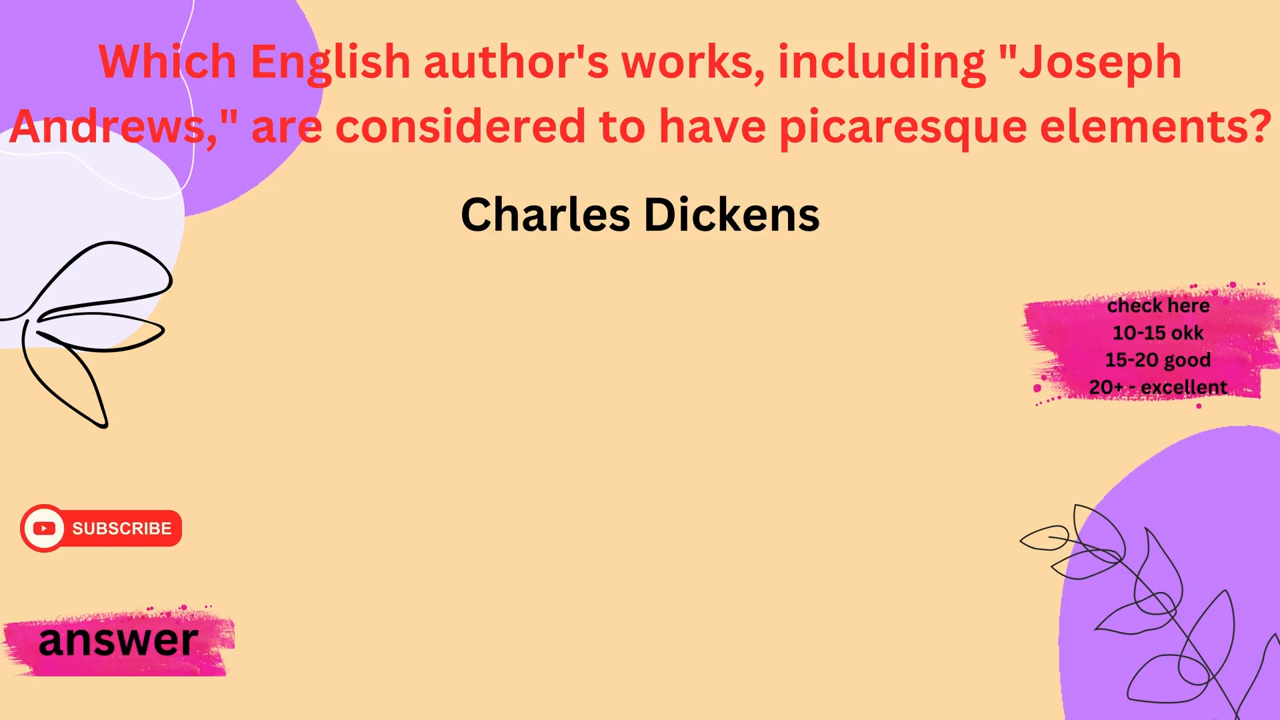 Which English author's works, including "Joseph
Andrews," are considered to have picaresque elements?
Charles Dickens
check here
10-15 okk
15-20 good
20+ - excellent
SUBSCRIBE
answer